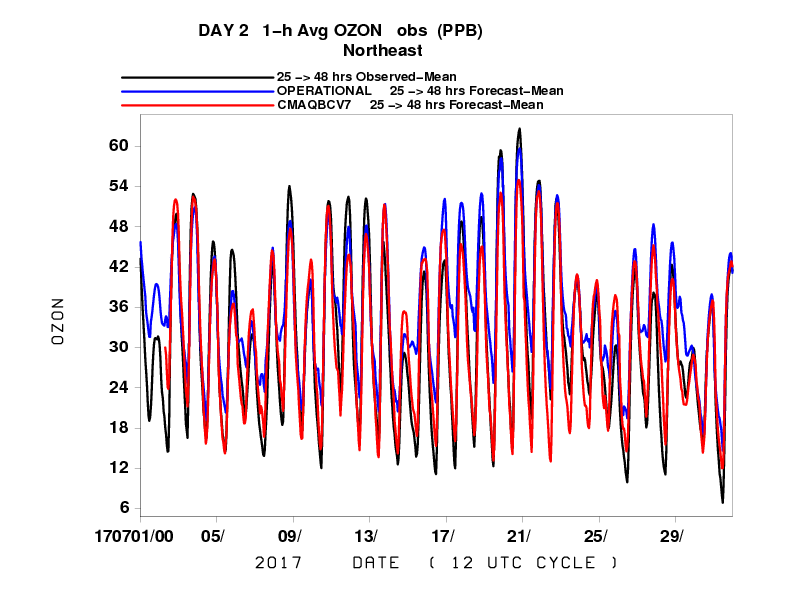 DAY 2 1-h Avg OZON obs (PPB)
Northeast
25 -> 48 hrs Observed-Mean
OPERATIONAL 25 -> 48 hrs Forecast-Mean
CMAQBCV7 25 -> 48 hrs Forecast-Mean
60
54
48
42
36
30
24
18
12
6
OZON
170701/00 05/ 09/ 13/ 17/ 21/ 25/ 29/
2017 DATE ( 12 UTC CYCLE )